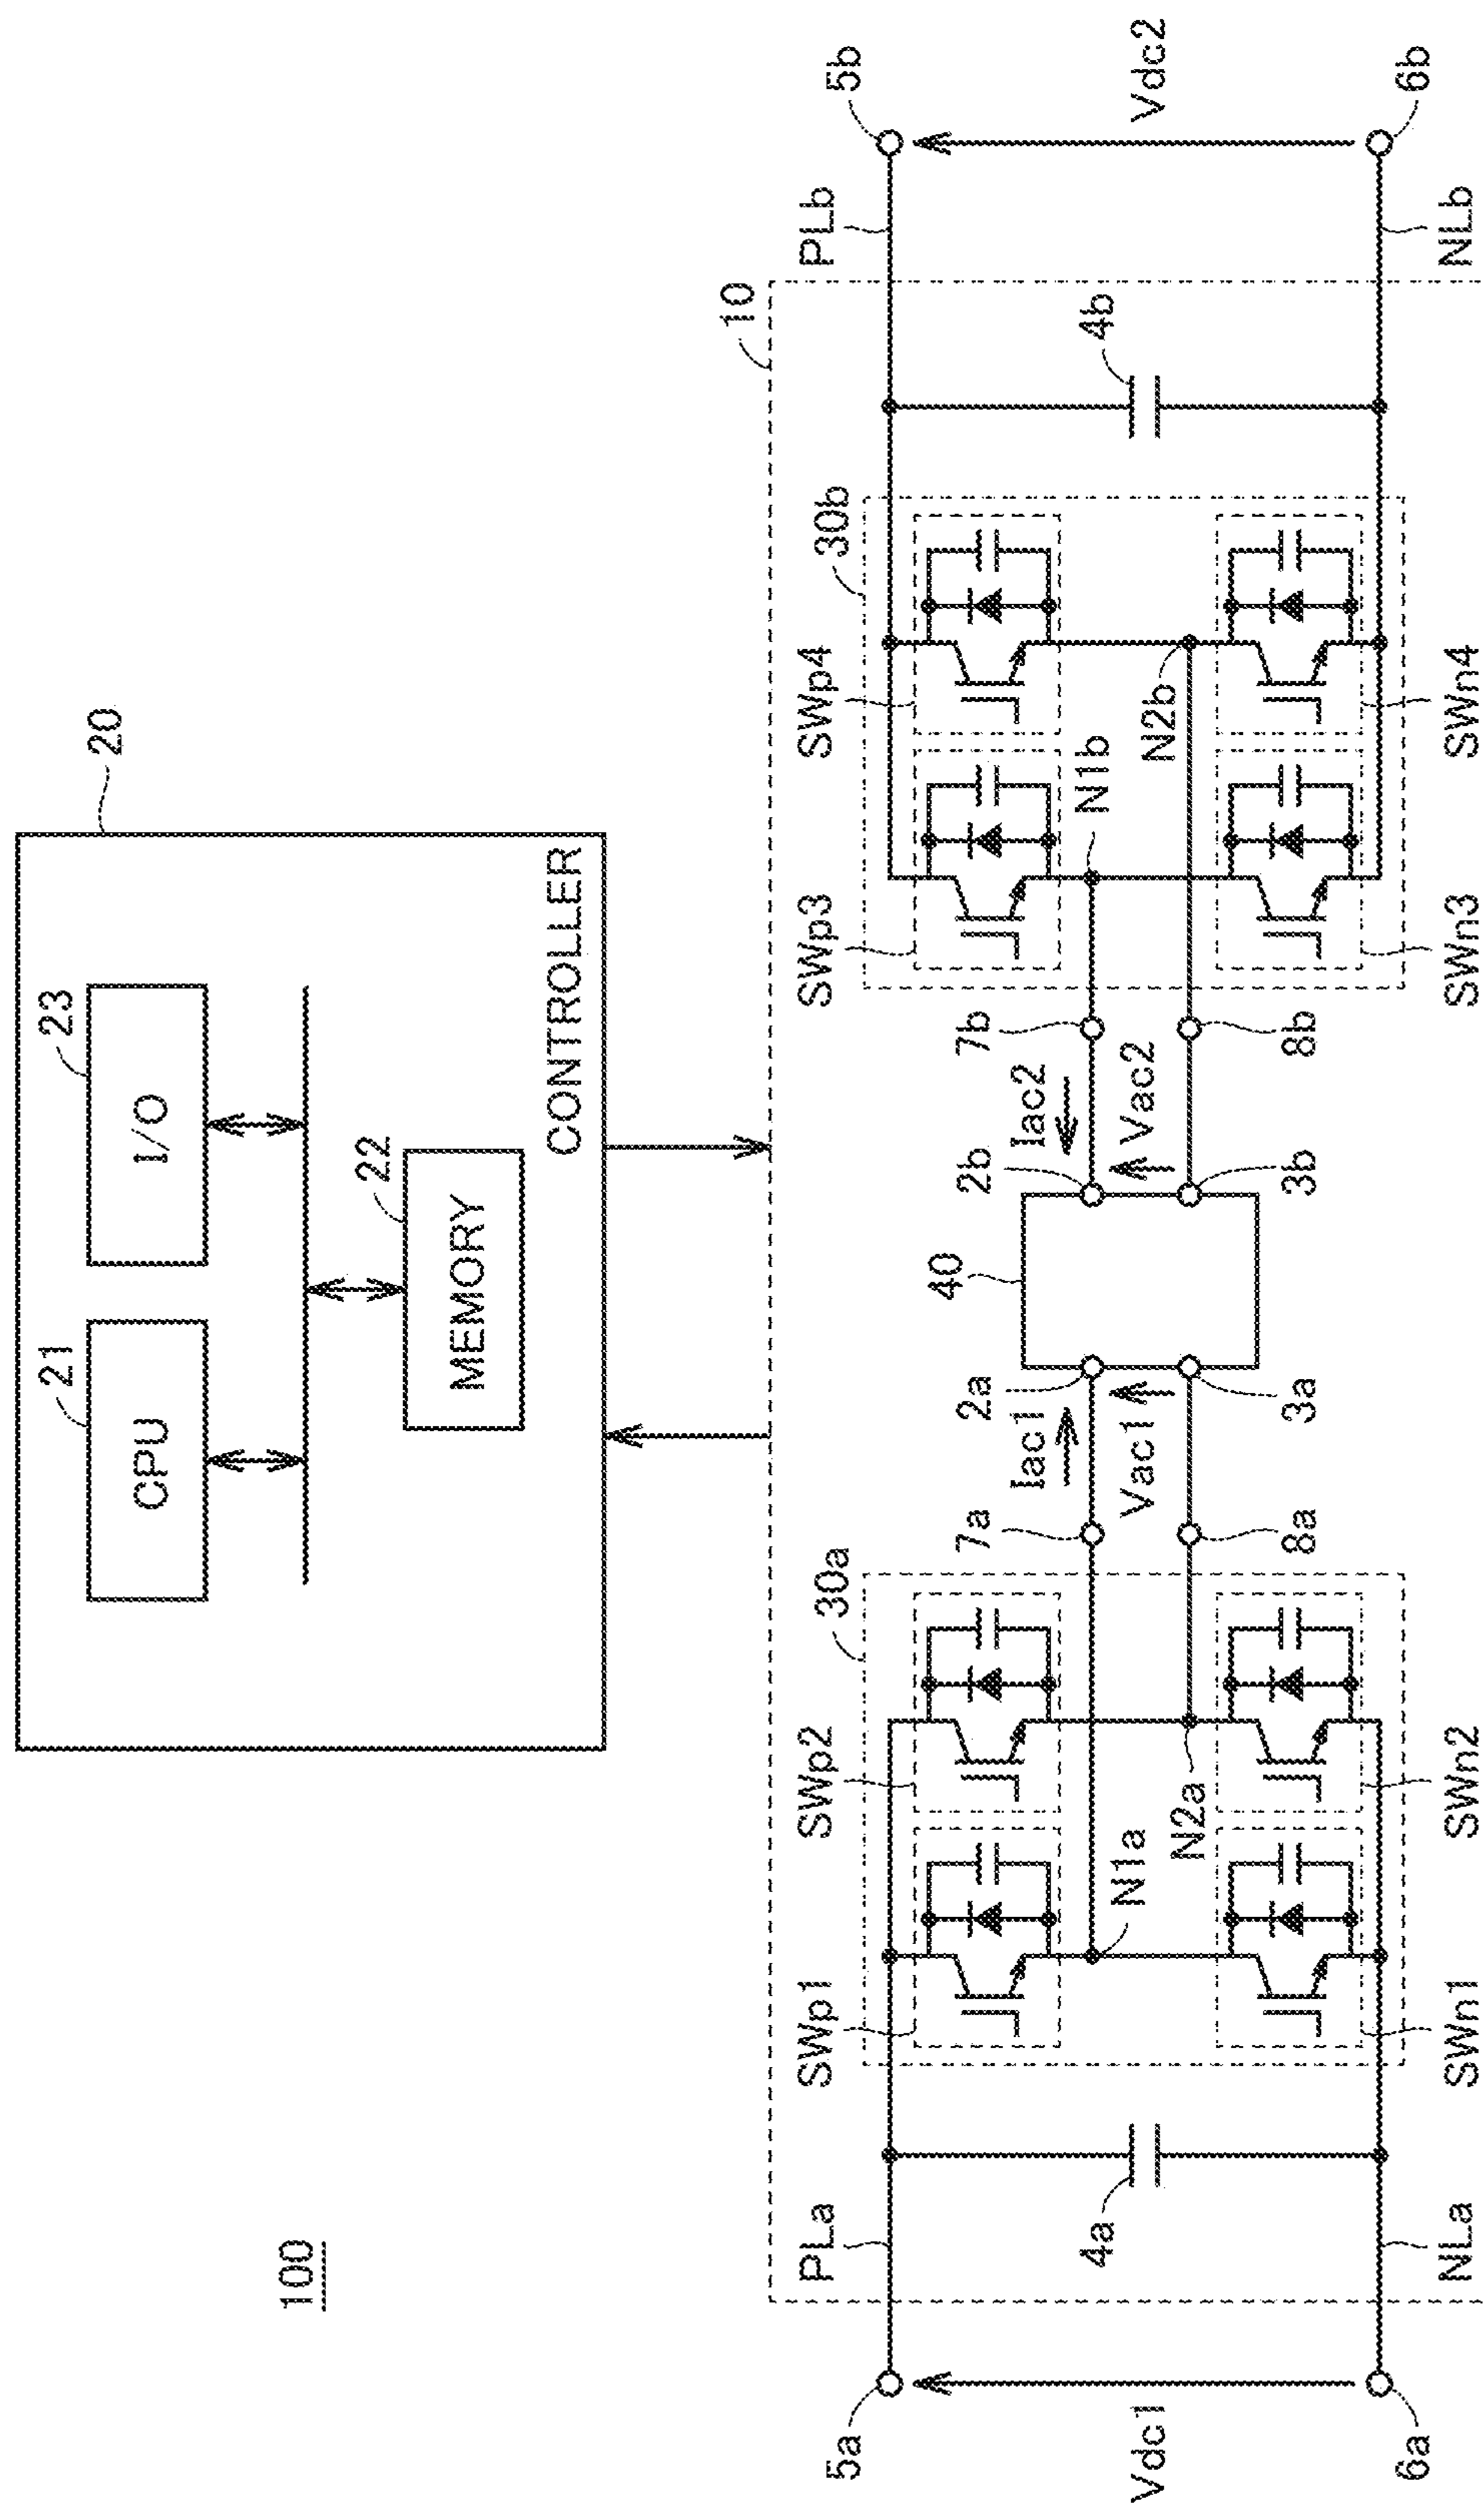 100
20
21
CPU
23
I/O
22
MEMORY
CONTROLLER
10
PLa
5a
Vdc1
6a
NLa
4a
SWp1
SWp2
30a
N1a
N2a
SWn1
SWn2
7a
8a
Iac1
Vac1
2a
3a
40
2b
3b
Iac2
Vac2
7b
8b
SWp3
SWp4
30b
N1b
N2b
SWn3
SWn4
4b
PLb
5b
Vdc2
6b
NLb